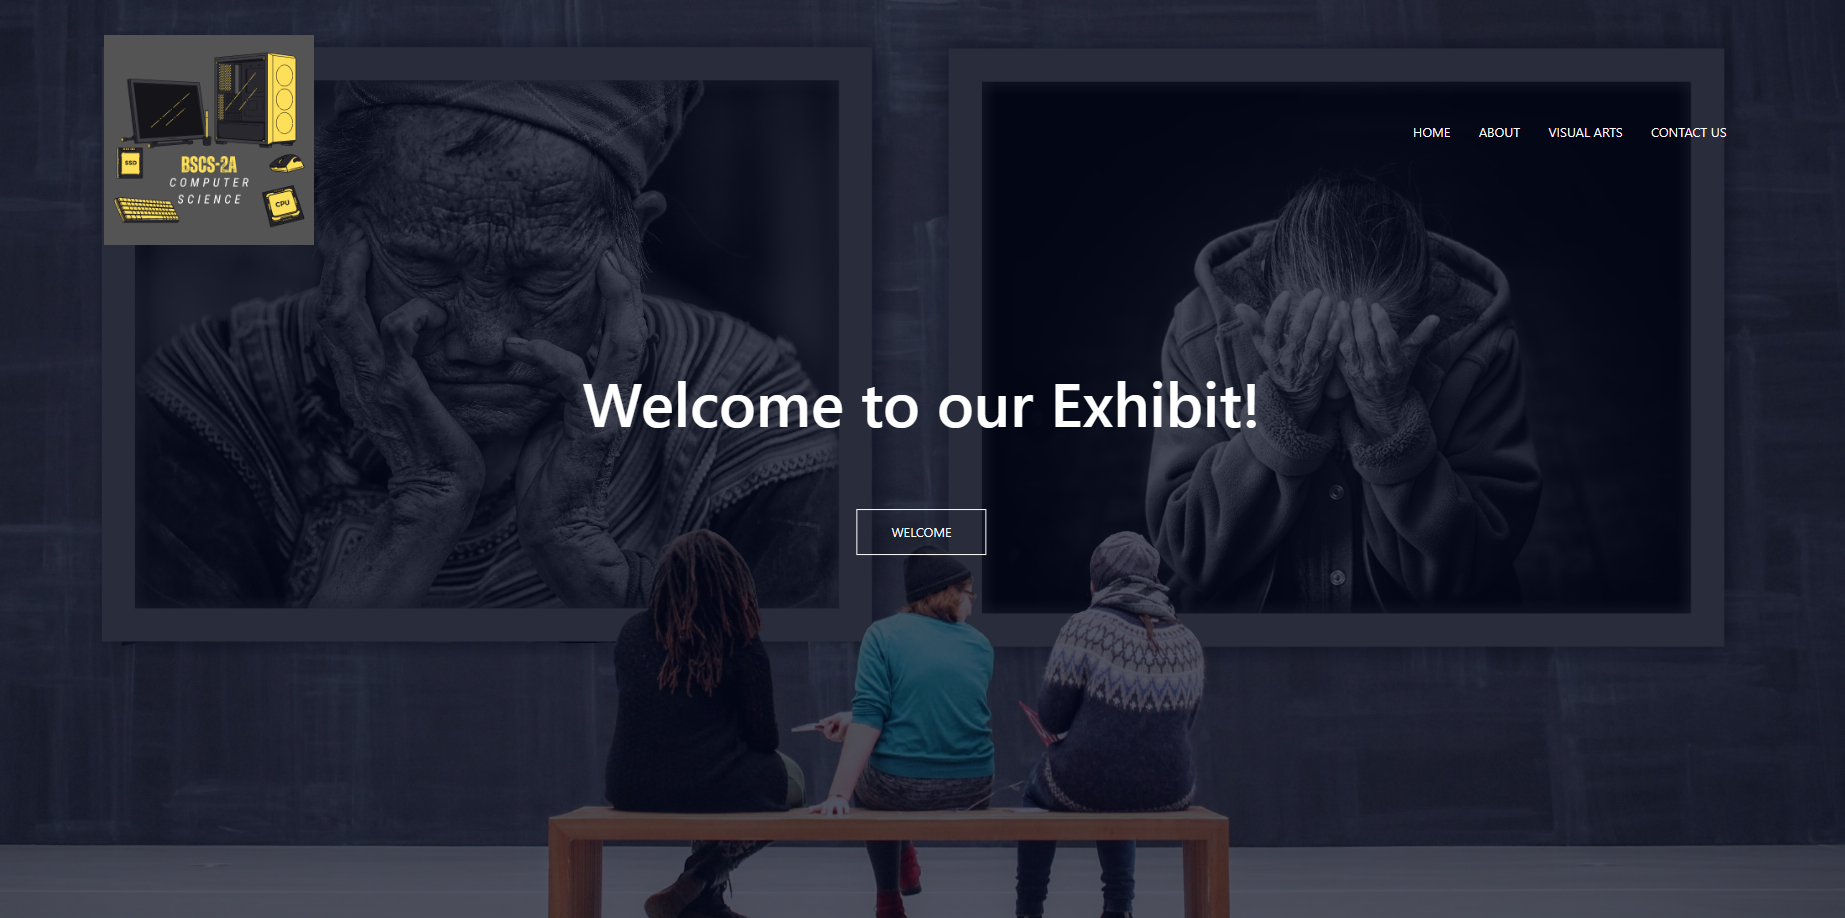 HOME ABOUT VISUAL ARTS CONTACT US
SSD
BSCS-2A
COMPUTER
SCIENCE
CPU
Welcome to our Exhibit!
WELCOME